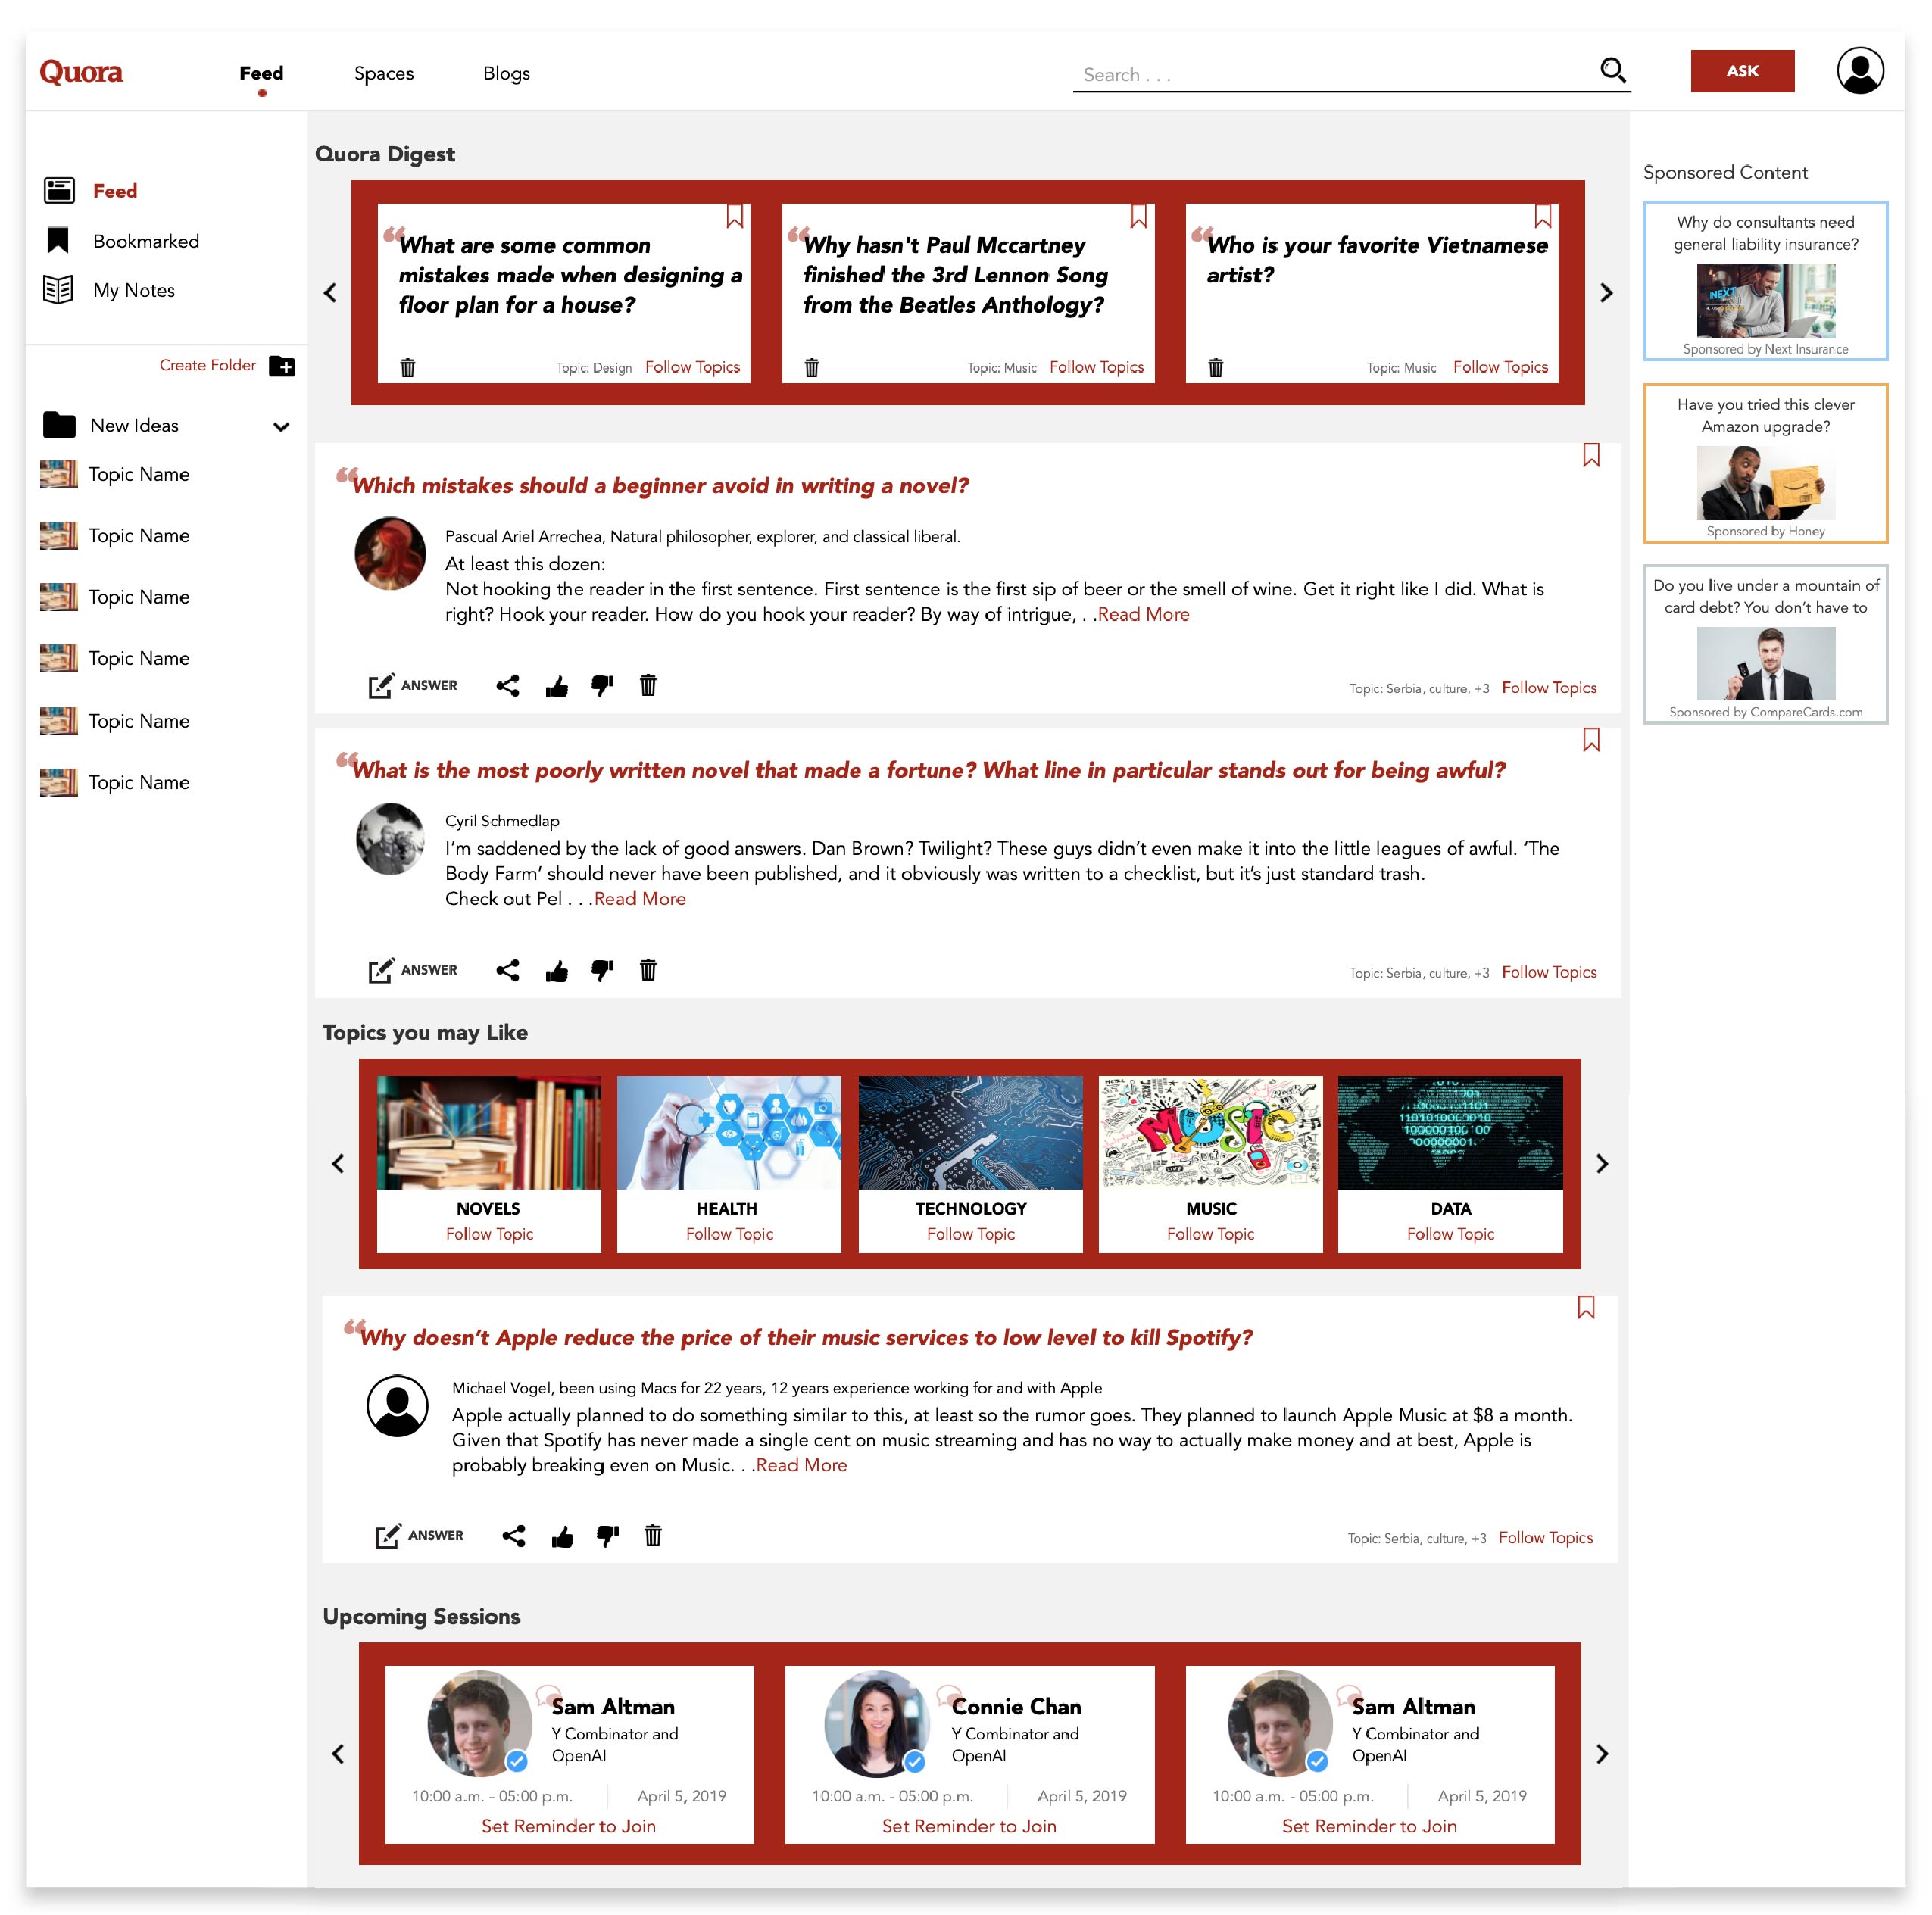 Quora
Feed
Spaces
Blogs
Search . . .
ASK
Feed
Bookmarked
My Notes
Create Folder
New Ideas
Topic Name
Topic Name
Topic Name
Topic Name
Topic Name
Topic Name
Quora Digest
What are some common
mistakes made when designing a
floor plan for a house?
Topic: Design
Follow Topics
Why hasn't Paul Mccartney
finished the 3rd Lennon Song
from the Beatles Anthology?
Topic: Music
Follow Topics
Who is your favorite Vietnamese
artist?
Topic: Music
Follow Topics
“Which mistakes should a beginner avoid in writing a novel?
Pascual Ariel Arrechea, Natural philosopher, explorer, and classical liberal.
At least this dozen:
Not hooking the reader in the first sentence. First sentence is the first sip of beer or the smell of wine. Get it right like I did. What is
right? Hook your reader. How do you hook your reader? By way of intrigue, . .Read More
ANSWER
Topic: Serbia, culture, +3
Follow Topics
“What is the most poorly written novel that made a fortune? What line in particular stands out for being awful?
Cyril Schmedlap
I’m saddened by the lack of good answers. Dan Brown? Twilight? These guys didn’t even make it into the little leagues of awful. ‘The
Body Farm’ should never have been published, and it obviously was written to a checklist, but it’s just standard trash.
Check out Pel . . .Read More
ANSWER
Topic: Serbia, culture, +3
Follow Topics
Topics you may Like
NOVELS
Follow Topic
HEALTH
Follow Topic
TECHNOLOGY
Follow Topic
MUSIC
MUSIC
Follow Topic
DATA
Follow Topic
“Why doesn’t Apple reduce the price of their music services to low level to kill Spotify?
Michael Vogel, been using Macs for 22 years, 12 years experience working for and with Apple
Apple actually planned to do something similar to this, at least so the rumor goes. They planned to launch Apple Music at $8 a month.
Given that Spotify has never made a single cent on music streaming and has no way to actually make money and at best, Apple is
probably breaking even on Music. . .Read More
ANSWER
Topic: Serbia, culture, +3
Follow Topics
Upcoming Sessions
Sam Altman
Y Combinator and
OpenAI
10:00 a.m. - 05:00 p.m.
April 5, 2019
Set Reminder to Join
Connie Chan
Y Combinator and
OpenAI
10:00 a.m. - 05:00 p.m.
April 5, 2019
Set Reminder to Join
Sam Altman
Y Combinator and
OpenAI
10:00 a.m. - 05:00 p.m.
April 5, 2019
Set Reminder to Join
Sponsored Content
Why do consultants need
general liability insurance?
NEXT
Sponsored by Next Insurance
Have you tried this clever
Amazon upgrade?
Sponsored by Honey
Do you live under a mountain of
card debt? You don’t have to
Sponsored by CompareCards.com